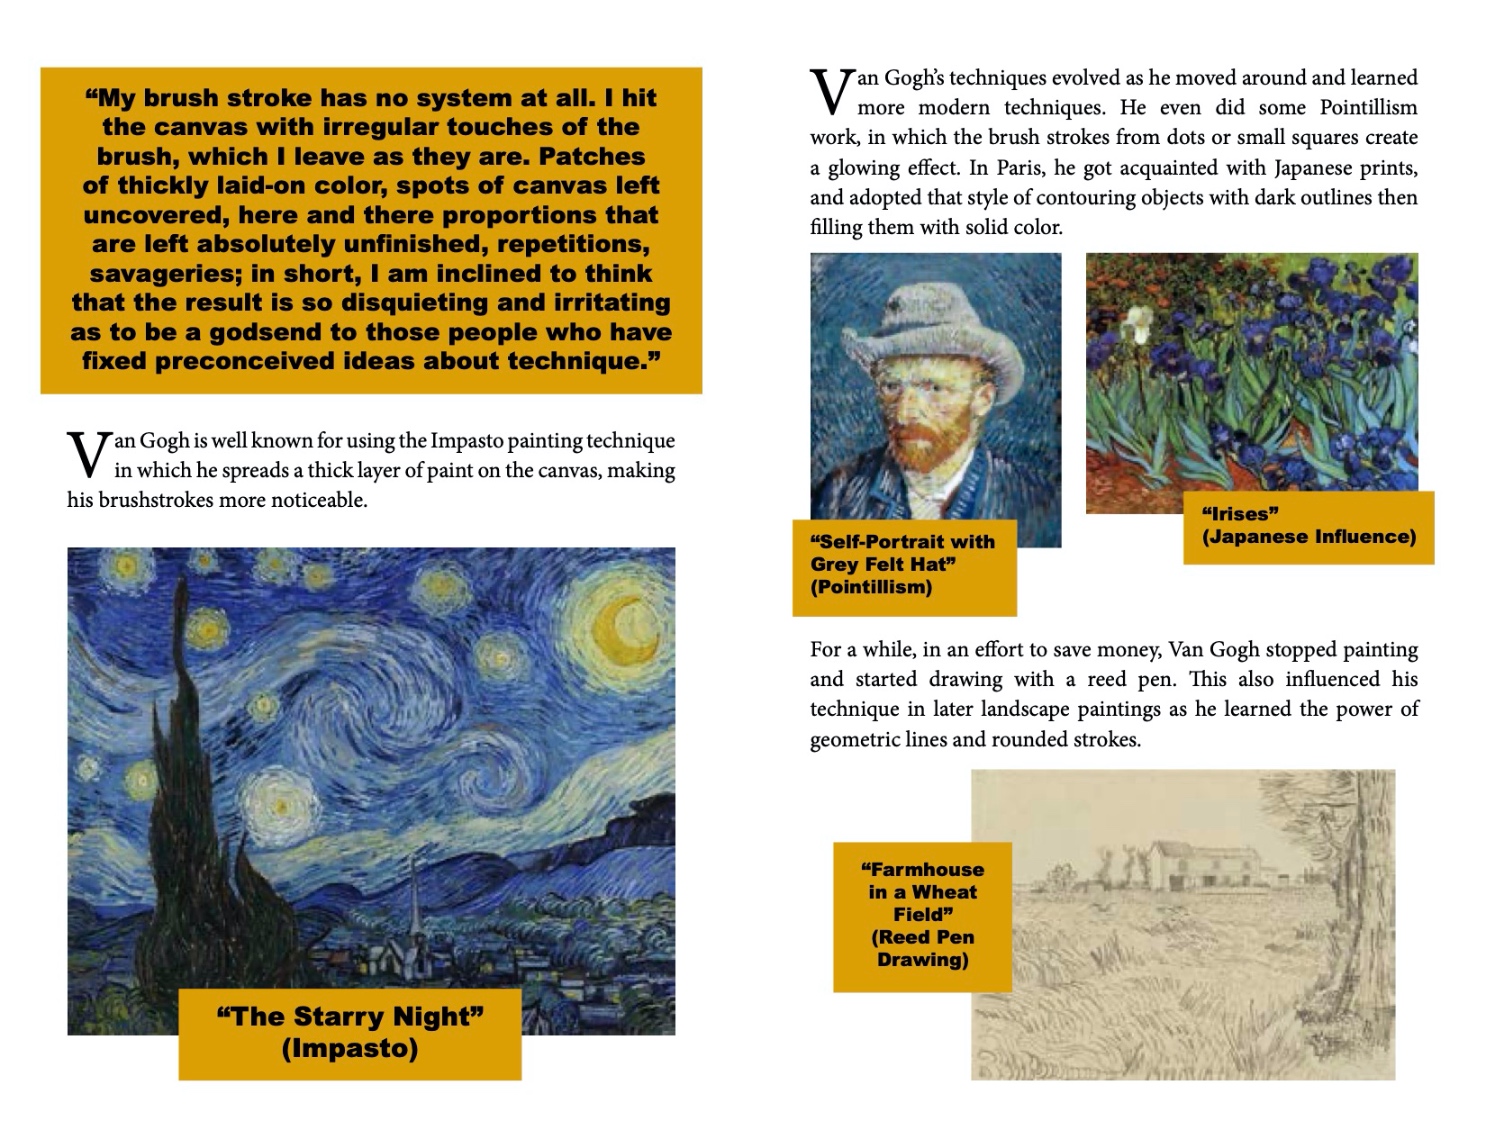 “My brush stroke has no system at all. I hit
the canvas with irregular touches of the
brush, which I leave as they are. Patches
of thickly laid-on color, spots of canvas left
uncovered, here and there proportions that
are left absolutely unfinished, repetitions,
savageries; in short, I am inclined to think
that the result is so disquieting and irritating
as to be a godsend to those people who have
fixed preconceived ideas about technique.”
Van Gogh is well known for using the Impasto painting technique
in which he spreads a thick layer of paint on the canvas, making
his brushstrokes more noticeable.
“The Starry Night”
(Impasto)
Van Gogh’s techniques evolved as he moved around and learned
more modern techniques. He even did some Pointillism
work, in which the brush strokes from dots or small squares create
a glowing effect. In Paris, he got acquainted with Japanese prints,
and adopted that style of contouring objects with dark outlines then
filling them with solid color.
“Self-Portrait with
Grey Felt Hat”
(Pointillism)
“Irises”
(Japanese Influence)
For a while, in an effort to save money, Van Gogh stopped painting
and started drawing with a reed pen. This also influenced his
technique in later landscape paintings as he learned the power of
geometric lines and rounded strokes.
“Farmhouse
in a Wheat
Field”
(Reed Pen
Drawing)